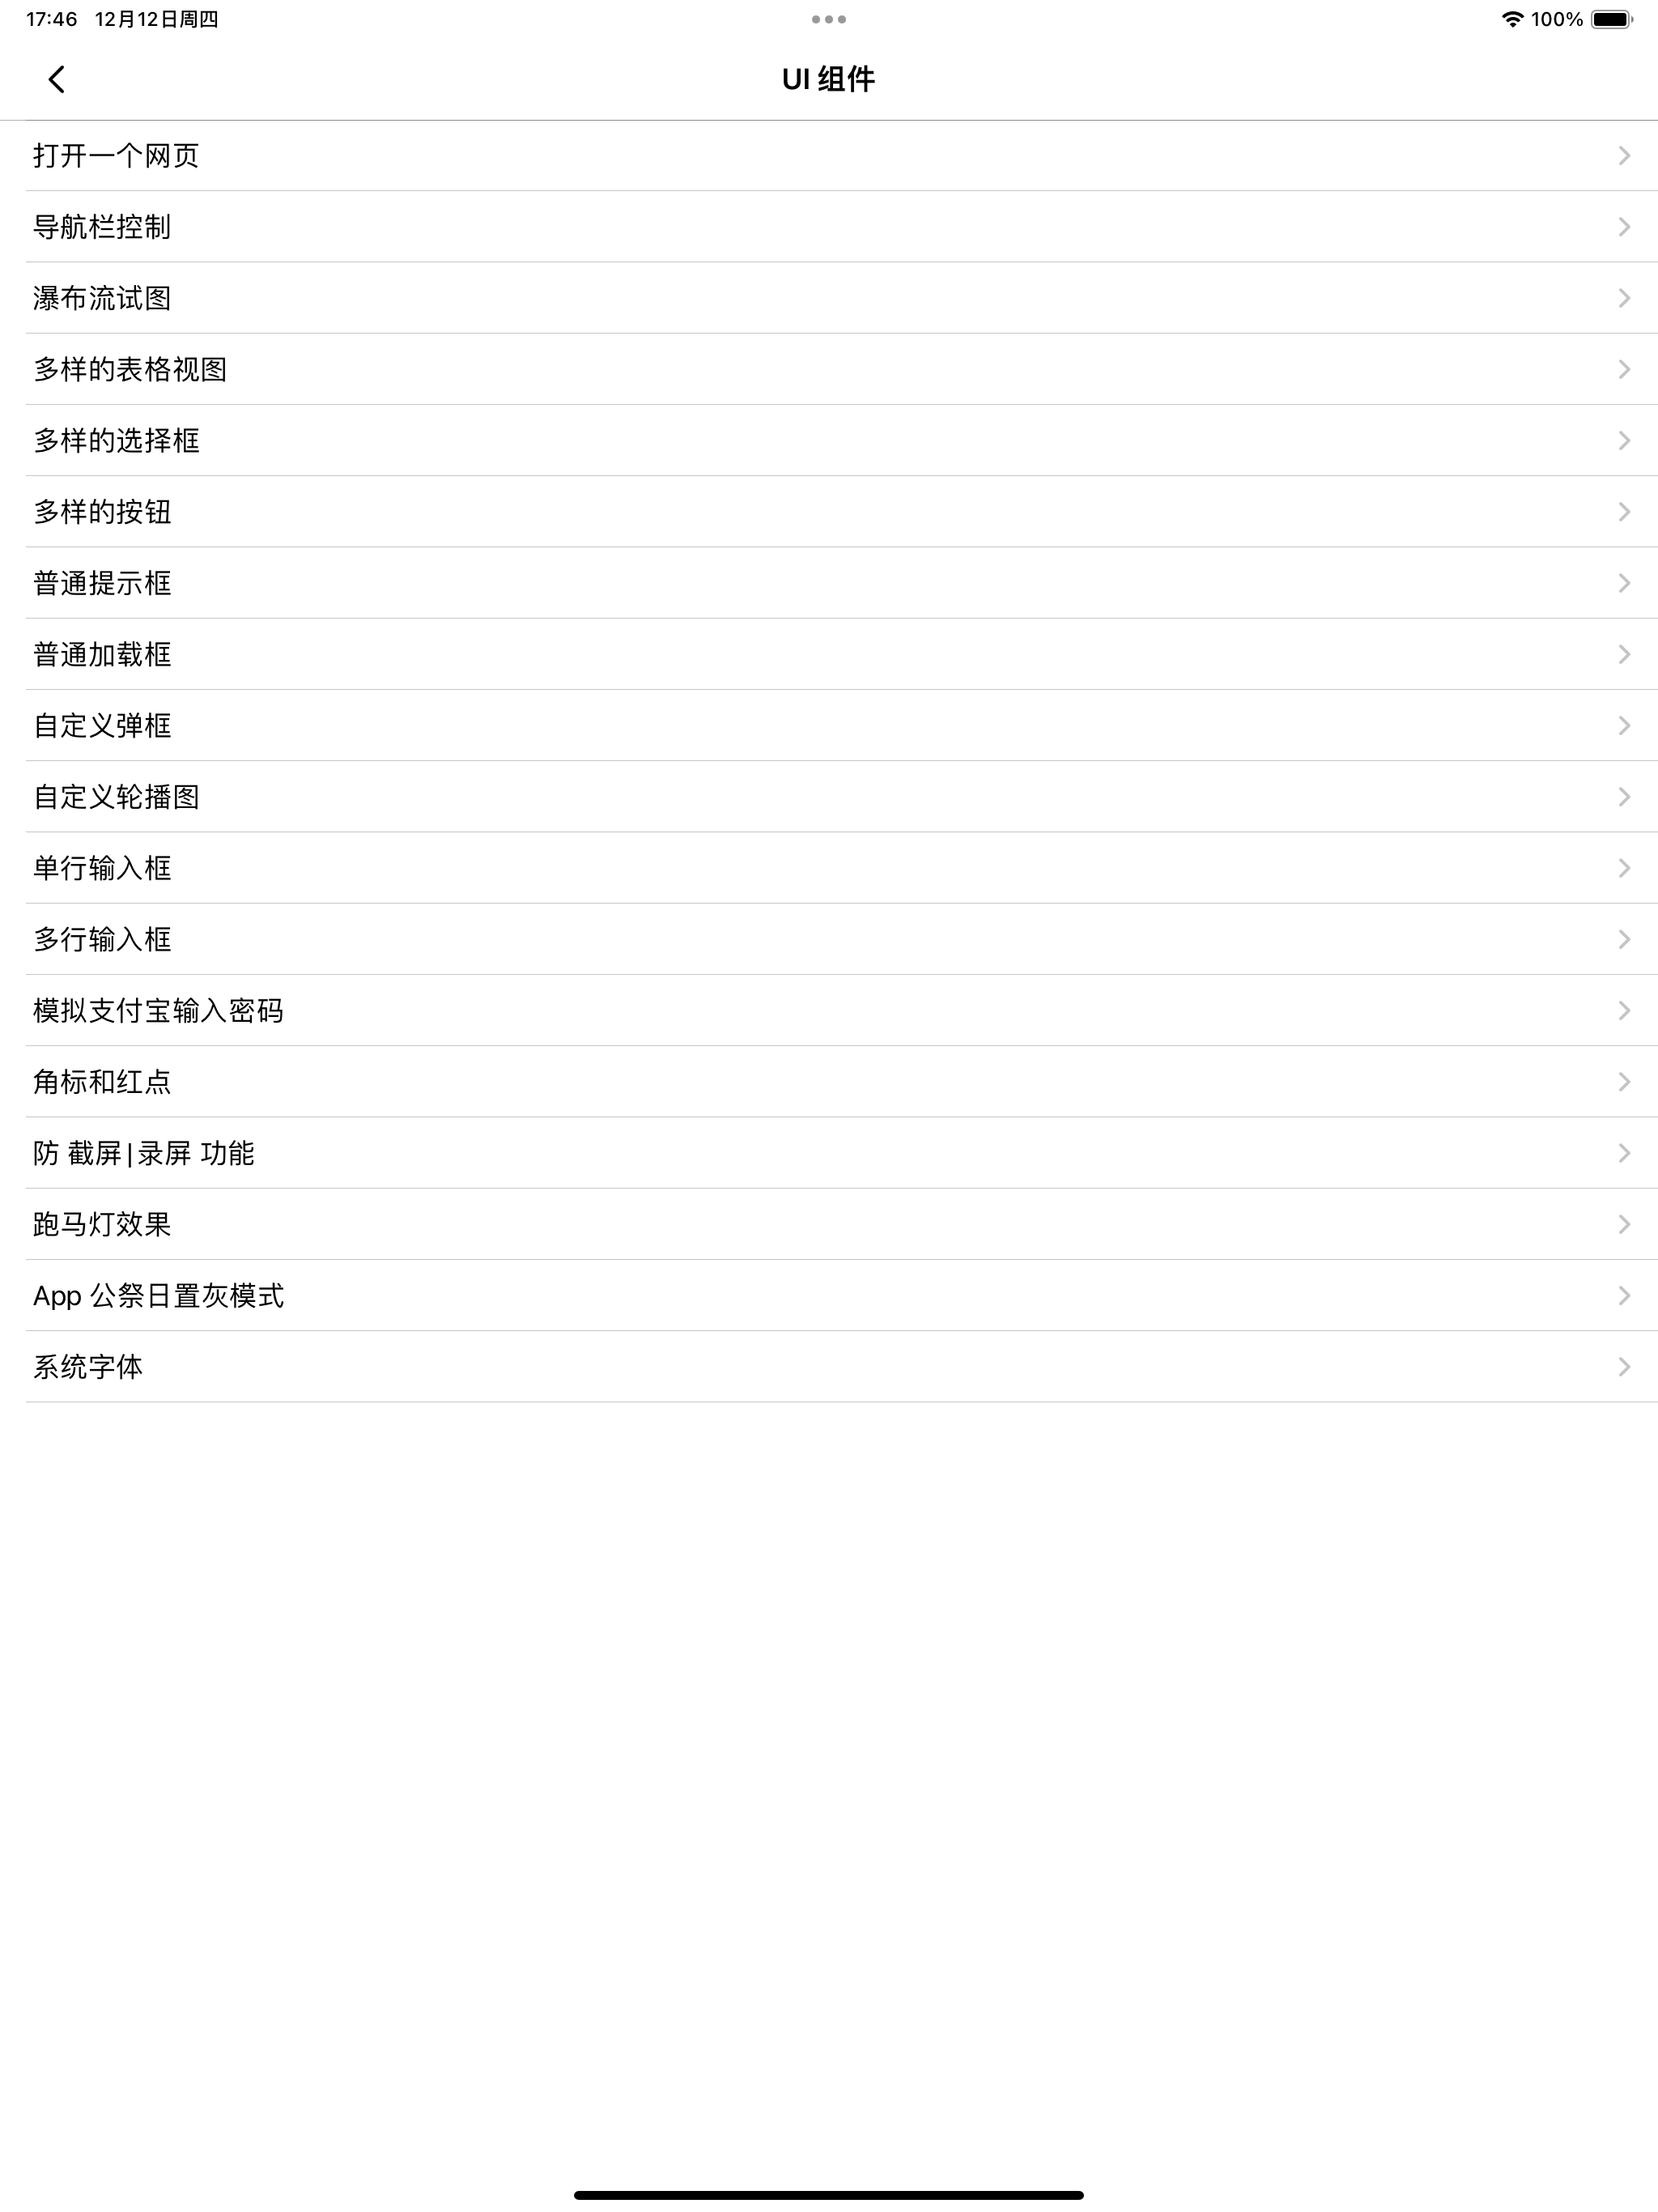 17:46 12月12日周四
100%
UI 组件
打开一个网页
导航栏控制
瀑布流试图
多样的表格视图
多样的选择框
多样的按钮
普通提示框
普通加载框
自定义弹框
自定义轮播图
单行输入框
多行输入框
模拟支付宝输入密码
角标和红点
防 截屏|录屏 功能
跑马灯效果
App 公祭日置灰模式
系统字体